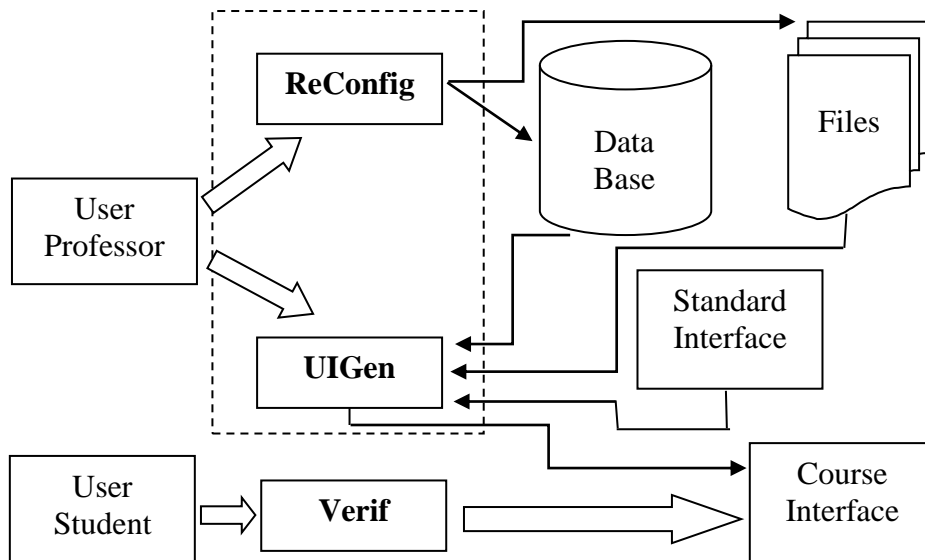 ReConfig
Data
Base
Files
User
Professor
Standard
Interface
UIGen
User
Student
Verif
Course
Interface